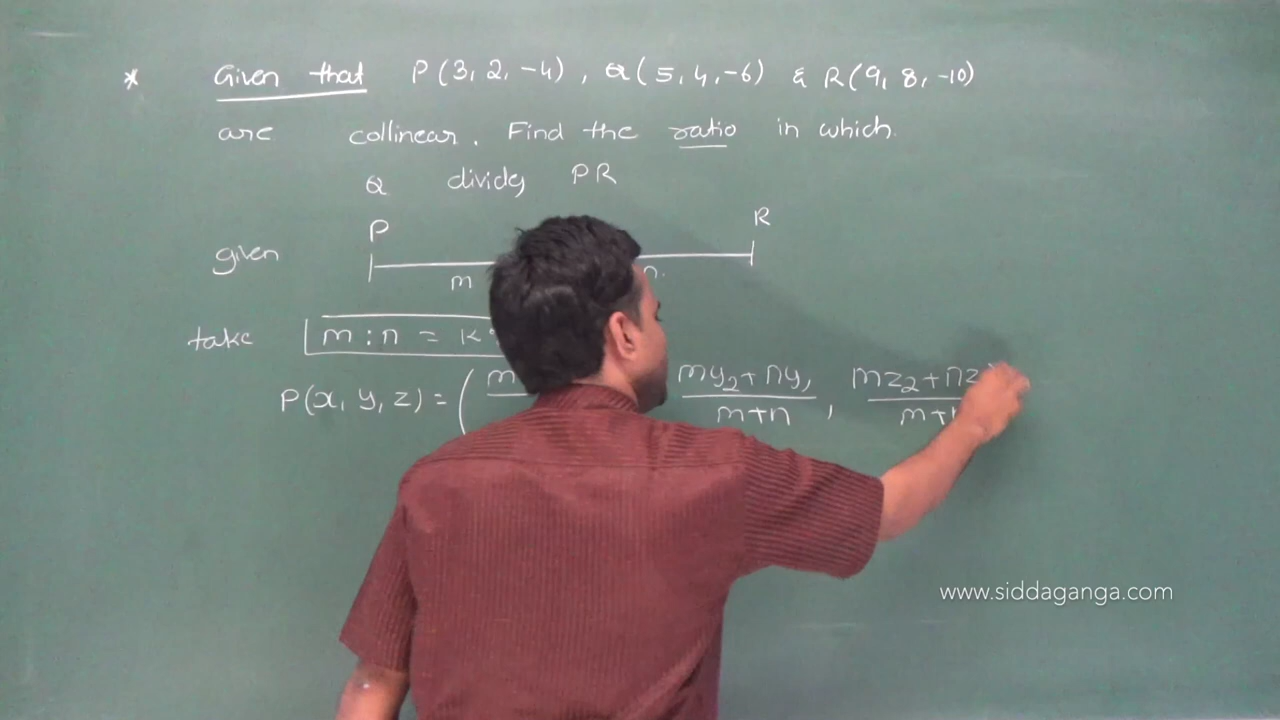 * Given that P(3, 2, -4), Q(5, 4, -6) & R(9, 8, -10)
are collinear. Find the ratio in which
Q divides PR
P R
given
m n.
take m : n = K
P(x, y, z) = ( m my₂ + ny₁ , mz₂ + nz
m+n m+n
www.siddaganga.com